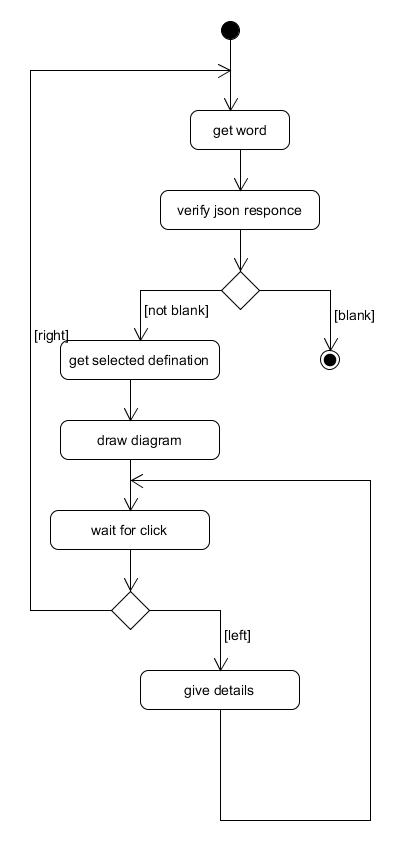 get word
verify json responce
[not blank]
[blank]
[right]
get selected defination
draw diagram
wait for click
[left]
give details